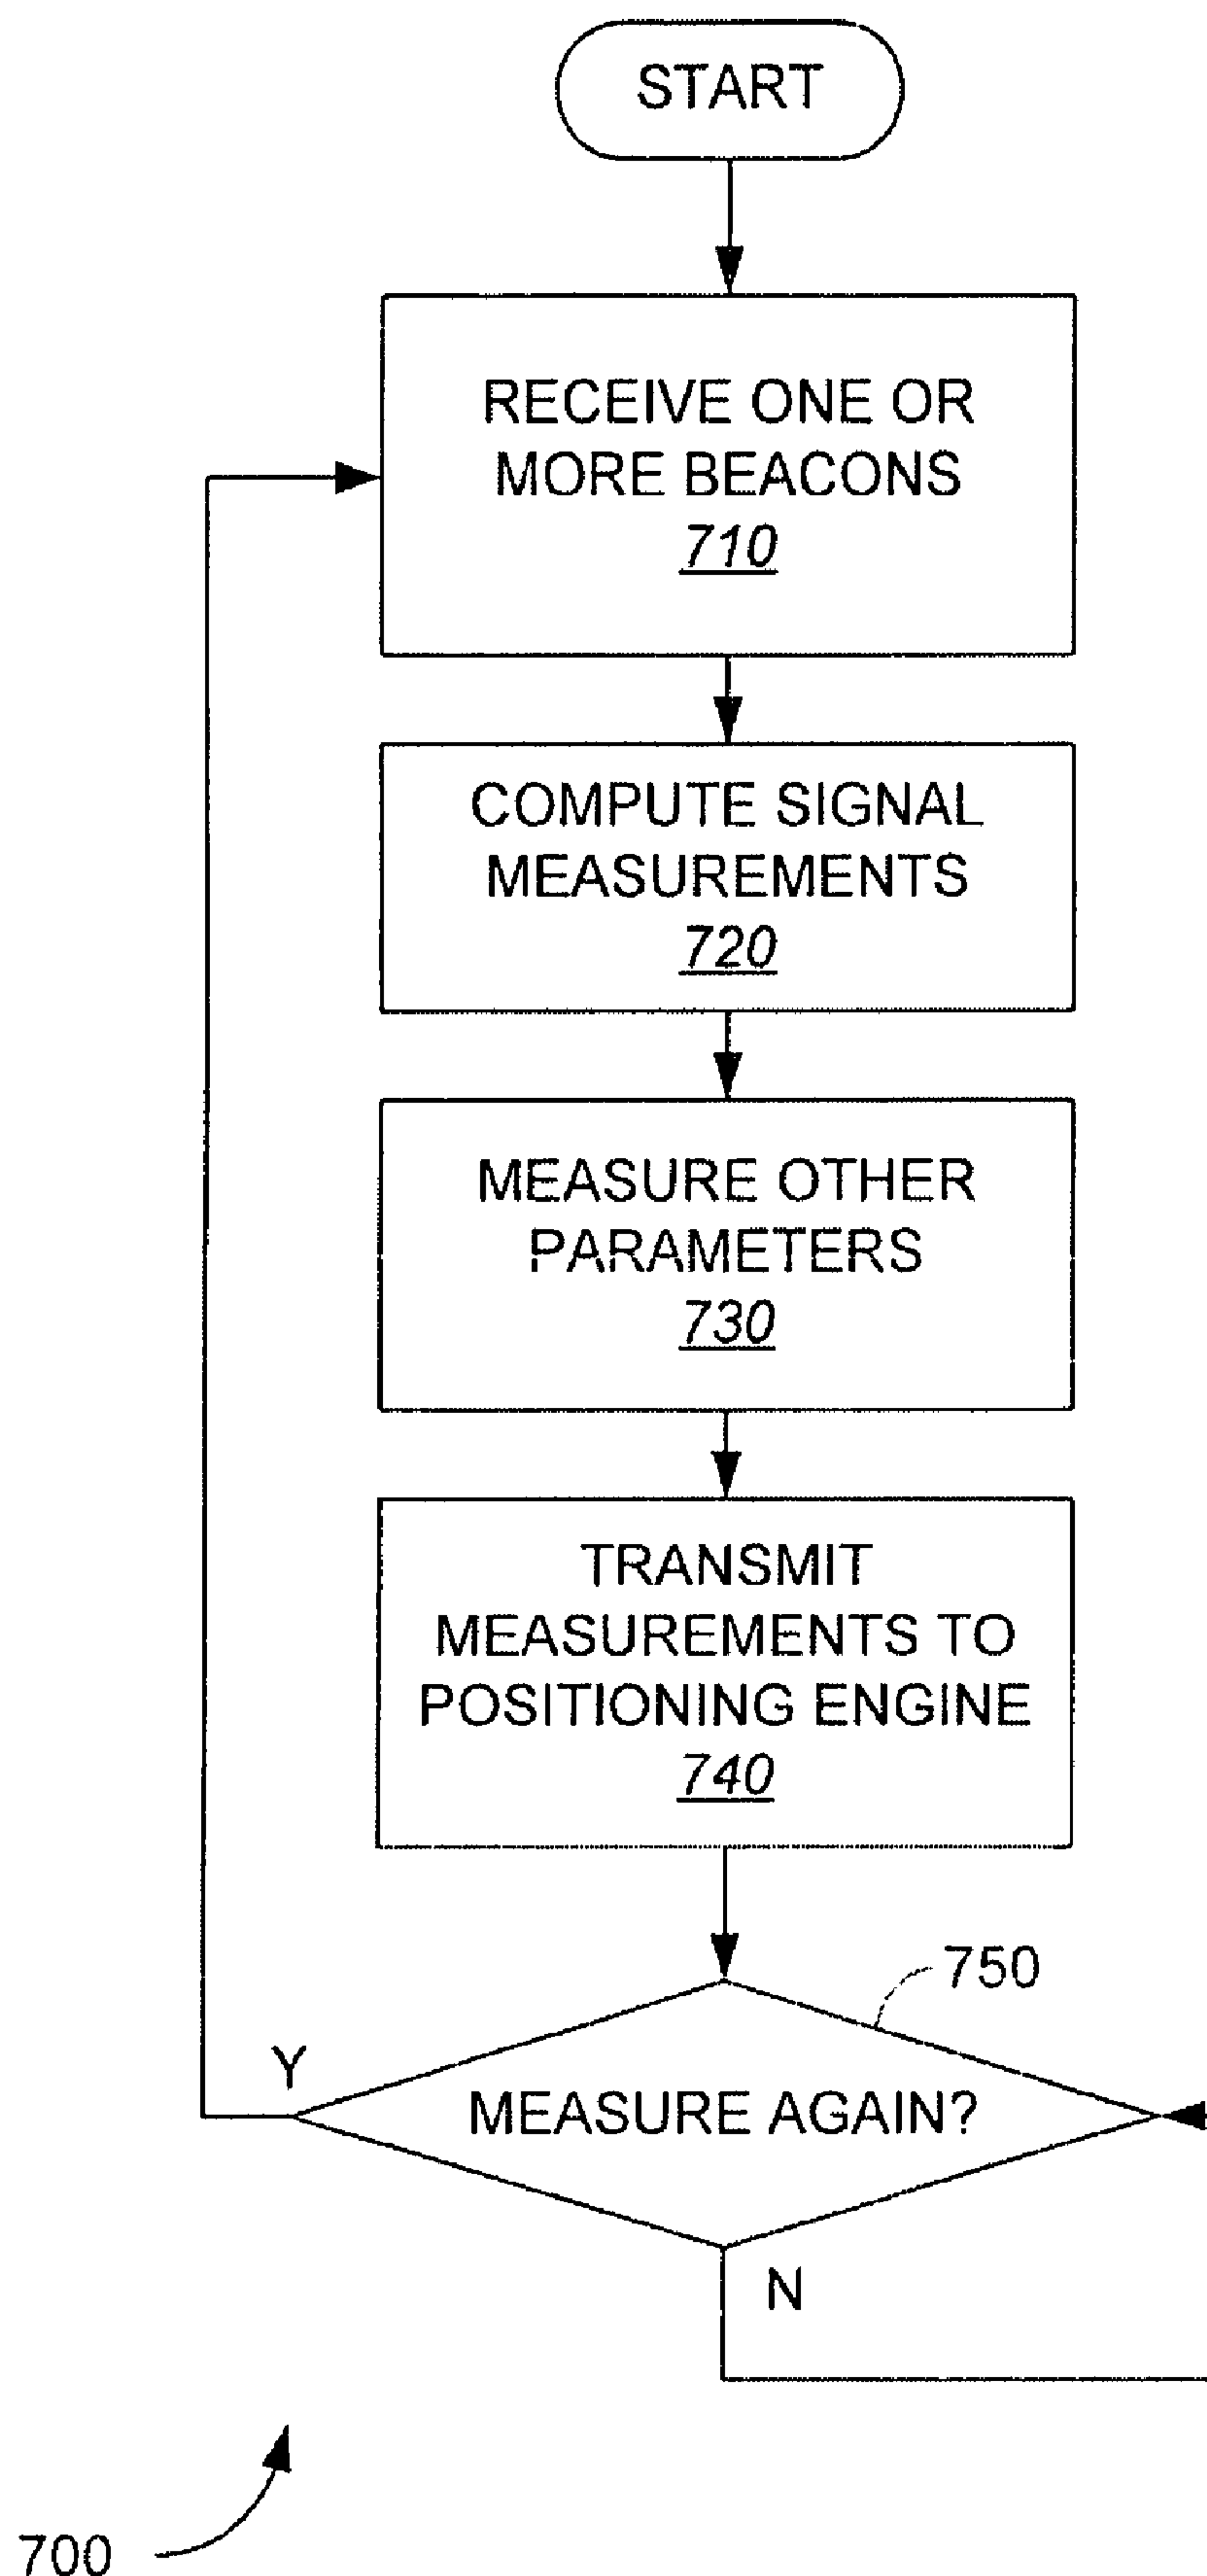 START
RECEIVE ONE OR
MORE BEACONS
710
COMPUTE SIGNAL
MEASUREMENTS
720
MEASURE OTHER
PARAMETERS
730
TRANSMIT
MEASUREMENTS TO
POSITIONING ENGINE
740
750
Y
MEASURE AGAIN?
N
700